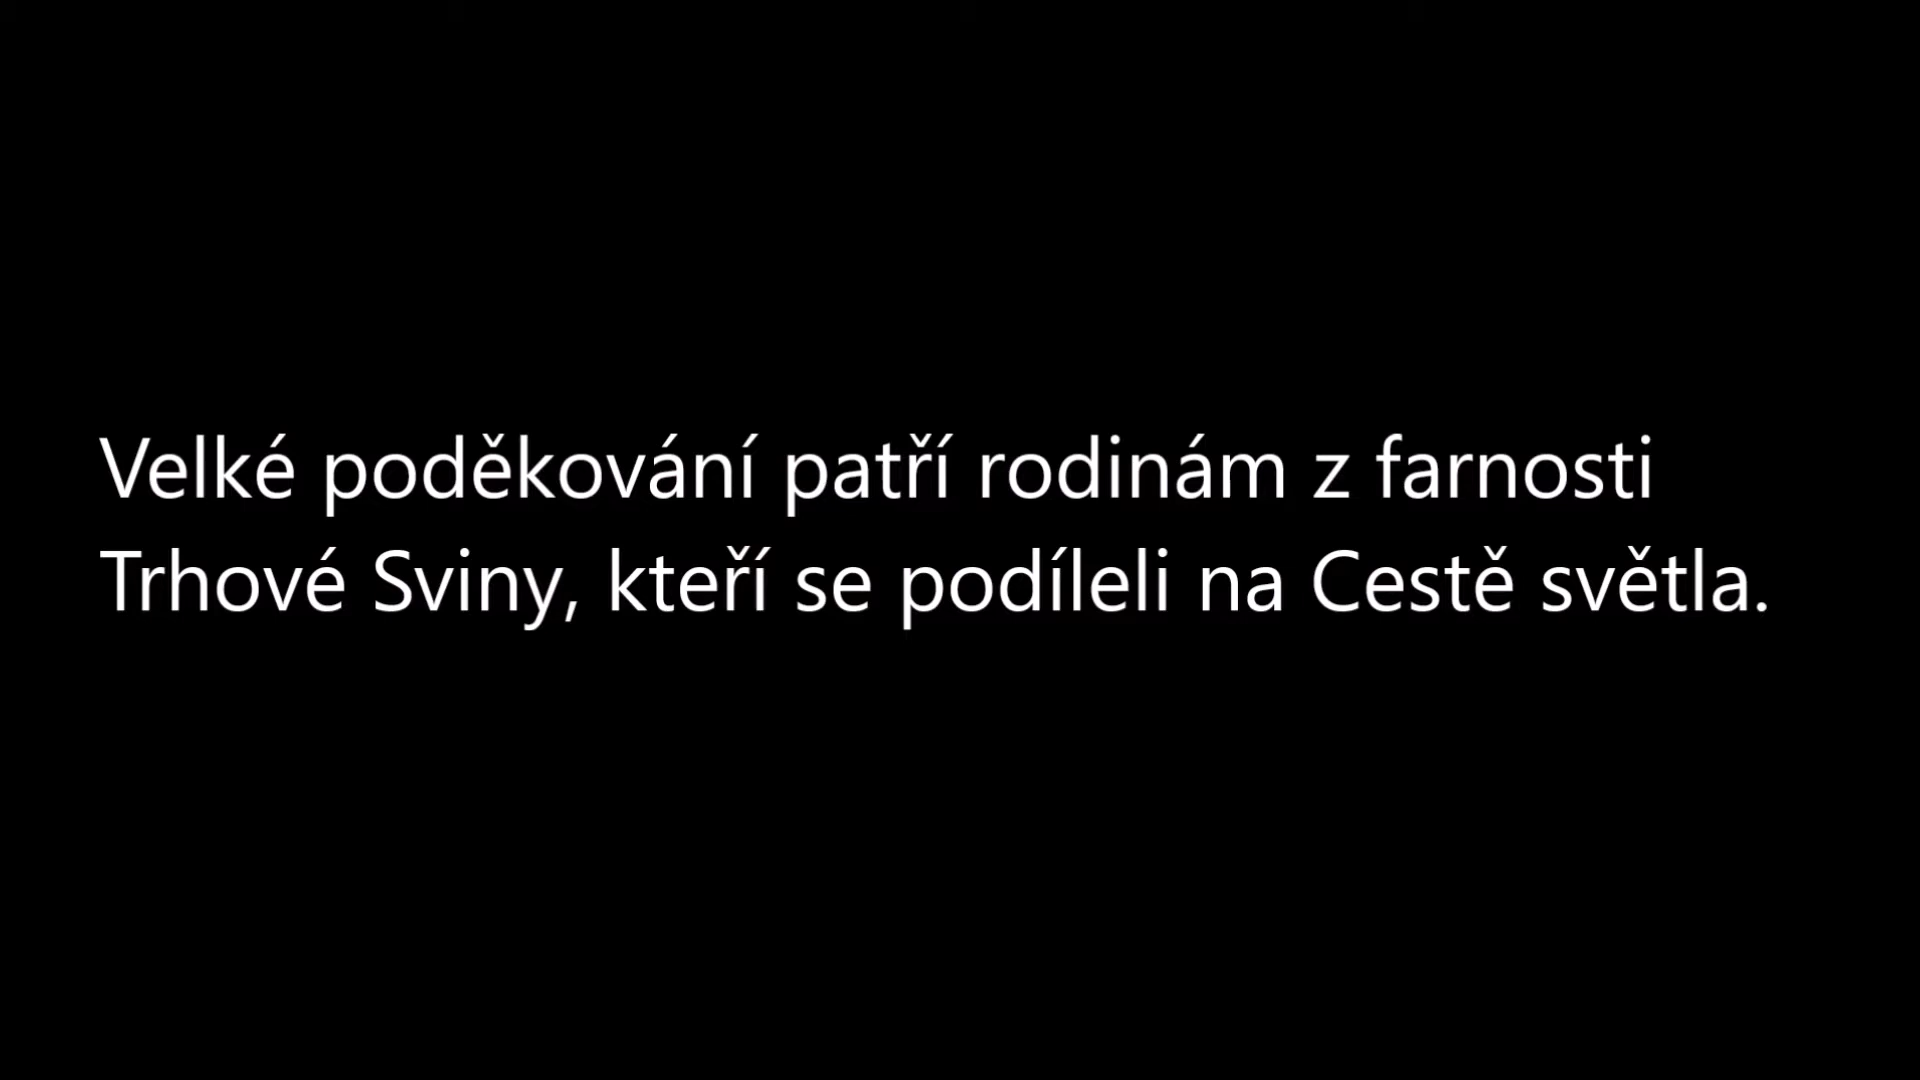 Velké poděkování patří rodinám z farnosti
Trhové Sviny, kteří se podíleli na Cestě světla.